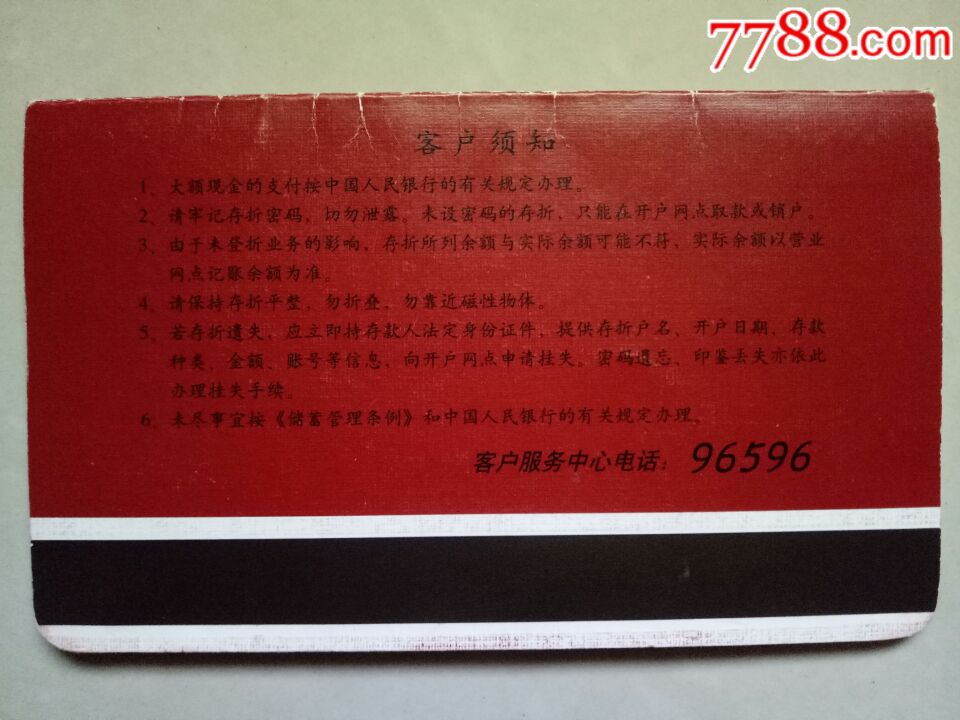 7788.com
客户须知
1、大额现金的支付按中国人民银行的有关规定办理。
2、请牢记存折密码，切勿泄露。未设密码的存折，只能在开户网点取款或销户。
3、由于未登折业务的影响，存折所列余额与实际余额可能不符，实际余额以营业
网点记账余额为准。
4、请保持存折平整，勿折叠，勿靠近磁性物体。
5、若存折遗失，应立即持存款人法定身份证件，提供存折户名、开户日期、存款
种类、金额、账号等信息，向开户网点申请挂失。密码遗忘、印鉴丢失亦依此
办理挂失手续。
6、未尽事宜按《储蓄管理条例》和中国人民银行的有关规定办理。
客户服务中心电话：96596